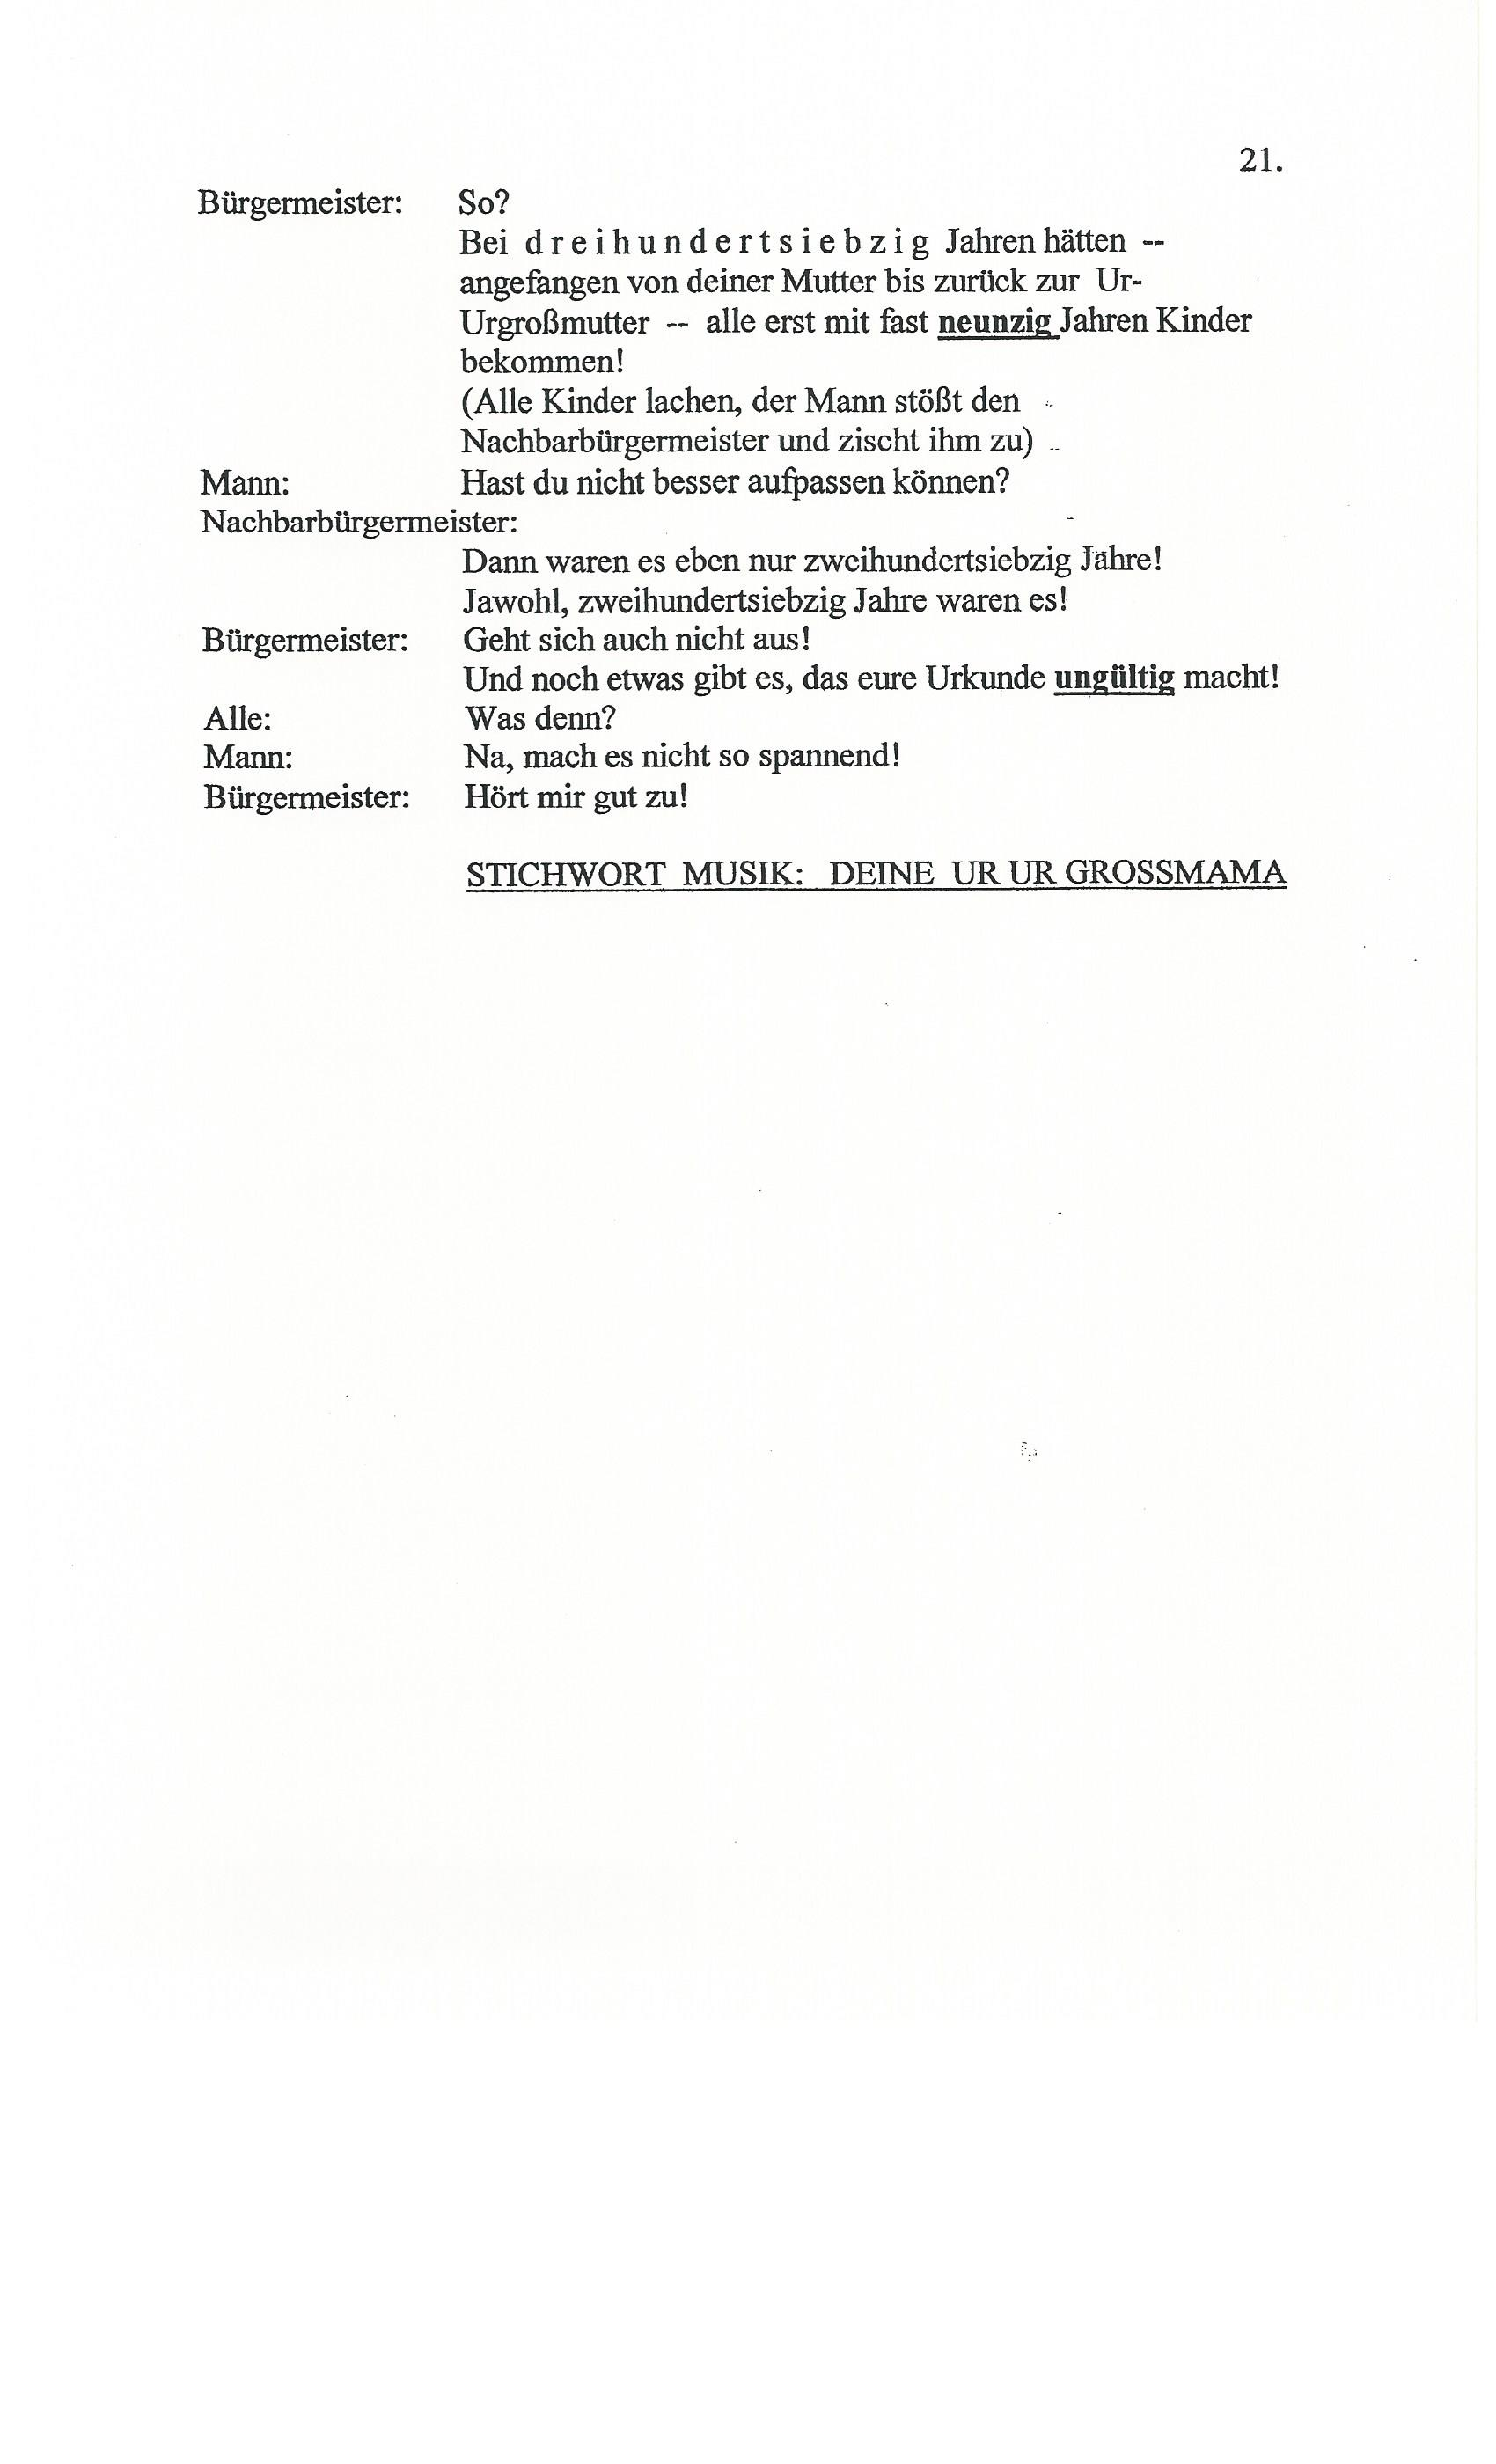 21.
Bürgermeister: So?
Bei dreihundertsiebzig Jahren hätten --
angefangen von deiner Mutter bis zurück zur Ur-
Urgroßmutter -- alle erst mit fast neunzig Jahren Kinder
bekommen!
(Alle Kinder lachen, der Mann stößt den
Nachbarbürgermeister und zischt ihm zu)
Mann: Hast du nicht besser aufpassen können?
Nachbarbürgermeister:
Dann waren es eben nur zweihundertsiebzig Jahre!
Jawohl, zweihundertsiebzig Jahre waren es!
Bürgermeister: Geht sich auch nicht aus!
Und noch etwas gibt es, das eure Urkunde ungültig macht!
Alle: Was denn?
Mann: Na, mach es nicht so spannend!
Bürgermeister: Hört mir gut zu!
STICHWORT MUSIK: DEINE UR UR GROSSMAMA